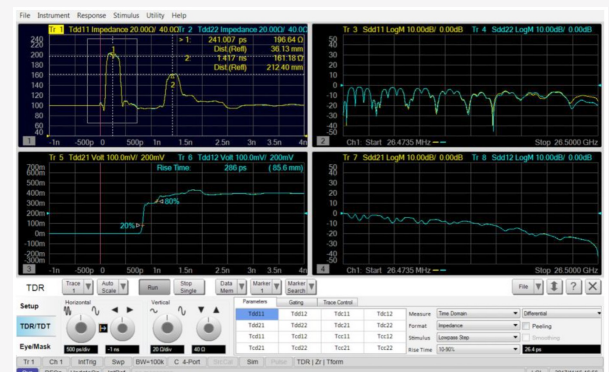 File Instrument Response Stimulus Utility Help
Tr 1 Tdd11 Impedance 20.00Ω/ 40.0Ω Tr 2 Tdd22 Impedance 20.00Ω/ 40.0Ω
> 1: 241.007 ps 196.64 Ω
Dist.(Refl) 36.13 mm
2: 1.417 ns 161.18 Ω
Dist.(Refl) 212.40 mm
240
220
200
180
160
140
120
100
80
60
40
1
2
1 -1n -500p 0 500p 1n 1.5n 2n 2.5n 3n 3.5n 4n
Tr 3 Sdd11 LogM 10.00dB/ 0.00dB Tr 4 Sdd22 LogM 10.00dB/ 0.00dB
50
40
30
20
10
0
-10
-20
-30
-40
-50
2 Ch1: Start 26.4735 MHz Stop 26.5000 GHz
Tr 5 Tdd21 Volt 100.0mV/ 200mV Tr 6 Tdd12 Volt 100.0mV/ 200mV
Rise Time: 286 ps (85.6 mm)
700m
600m
500m
400m
300m
200m
100m
0m
-100m
-200m
-300m
20%
80%
3 -1n -500p 0 500p 1n 1.5n 2n 2.5n 3n 3.5n 4n
Tr 7 Sdd21 LogM 10.00dB/ 0.00dB Tr 8 Sdd12 LogM 10.00dB/ 0.00dB
50
40
30
20
10
0
-10
-20
-30
-40
-50
4 Ch1: Start 26.4735 MHz Stop 26.5000 GHz
TDR Trace 1 Auto Scale Run Stop Single Data Mem Marker 1 Marker Search File ? X
Setup
TDR/TDT
Eye/Mask
Horizontal Vertical
500 ps/div -1 ns 20 Ω/div 40 Ω
Parameters Gating Trace Control
Tdd11 Tdd12 Tdc11 Tdc12
Tdd21 Tdd22 Tdc21 Tdc22
Tcd11 Tcd12 Tcc11 Tcc12
Tcd21 Tcd22 Tcc21 Tcc22
Measure Time Domain Differential
Format Impedance Peeling
Stimulus Lowpass Step Smoothing
Rise Time 10-90% 26.4 ps
Tr 1 Ch 1 IntTrig Swp BW=100k C 4-Port Sim TDR | Zr | Tform